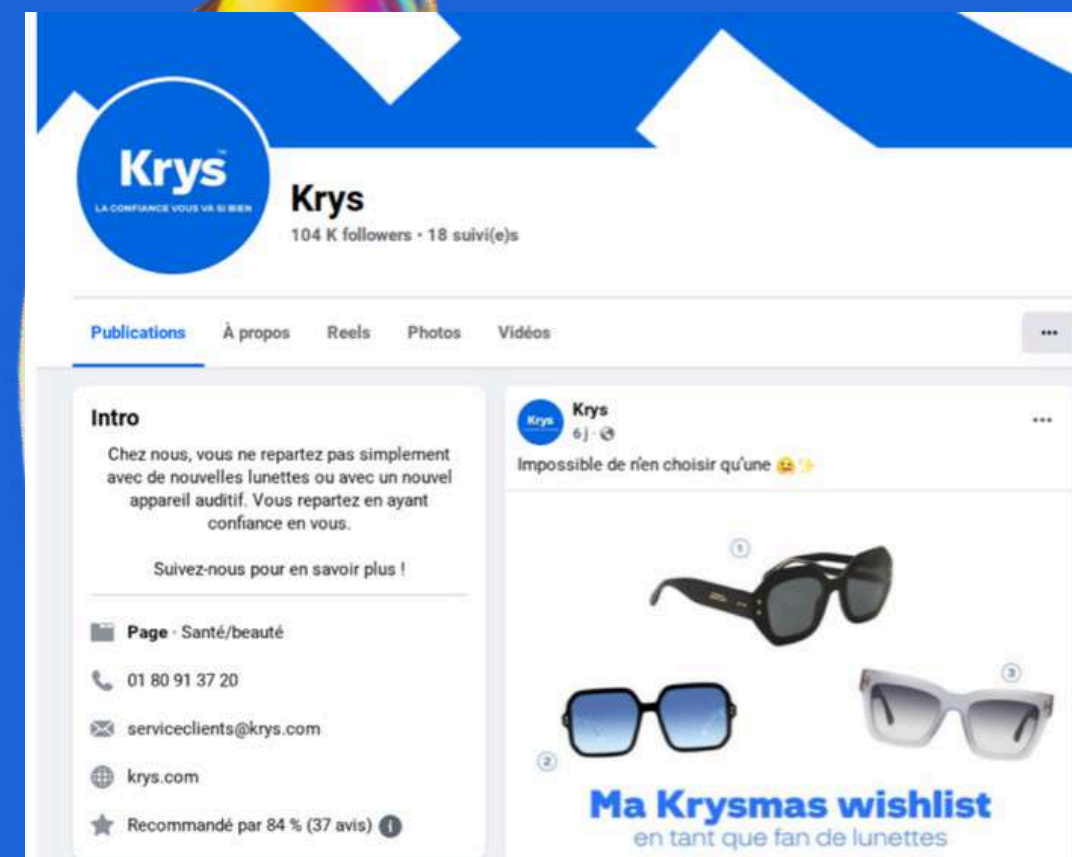 Krys
LA CONFIANCE VOUS VA SI BIEN
Krys
104 K followers · 18 suivi(e)s
Publications
À propos
Reels
Photos
Vidéos
Intro
Chez nous, vous ne repartez pas simplement
avec de nouvelles lunettes ou avec un nouvel
appareil auditif. Vous repartez en ayant
confiance en vous.
Suivez-nous pour en savoir plus !
Page · Santé/beauté
01 80 91 37 20
serviceclients@krys.com
krys.com
Recommandé par 84 % (37 avis)
Krys
Krys
6 j ·
Impossible de n'en choisir qu'une 😉✨
1
2
3
Ma Krysmas wishlist
en tant que fan de lunettes